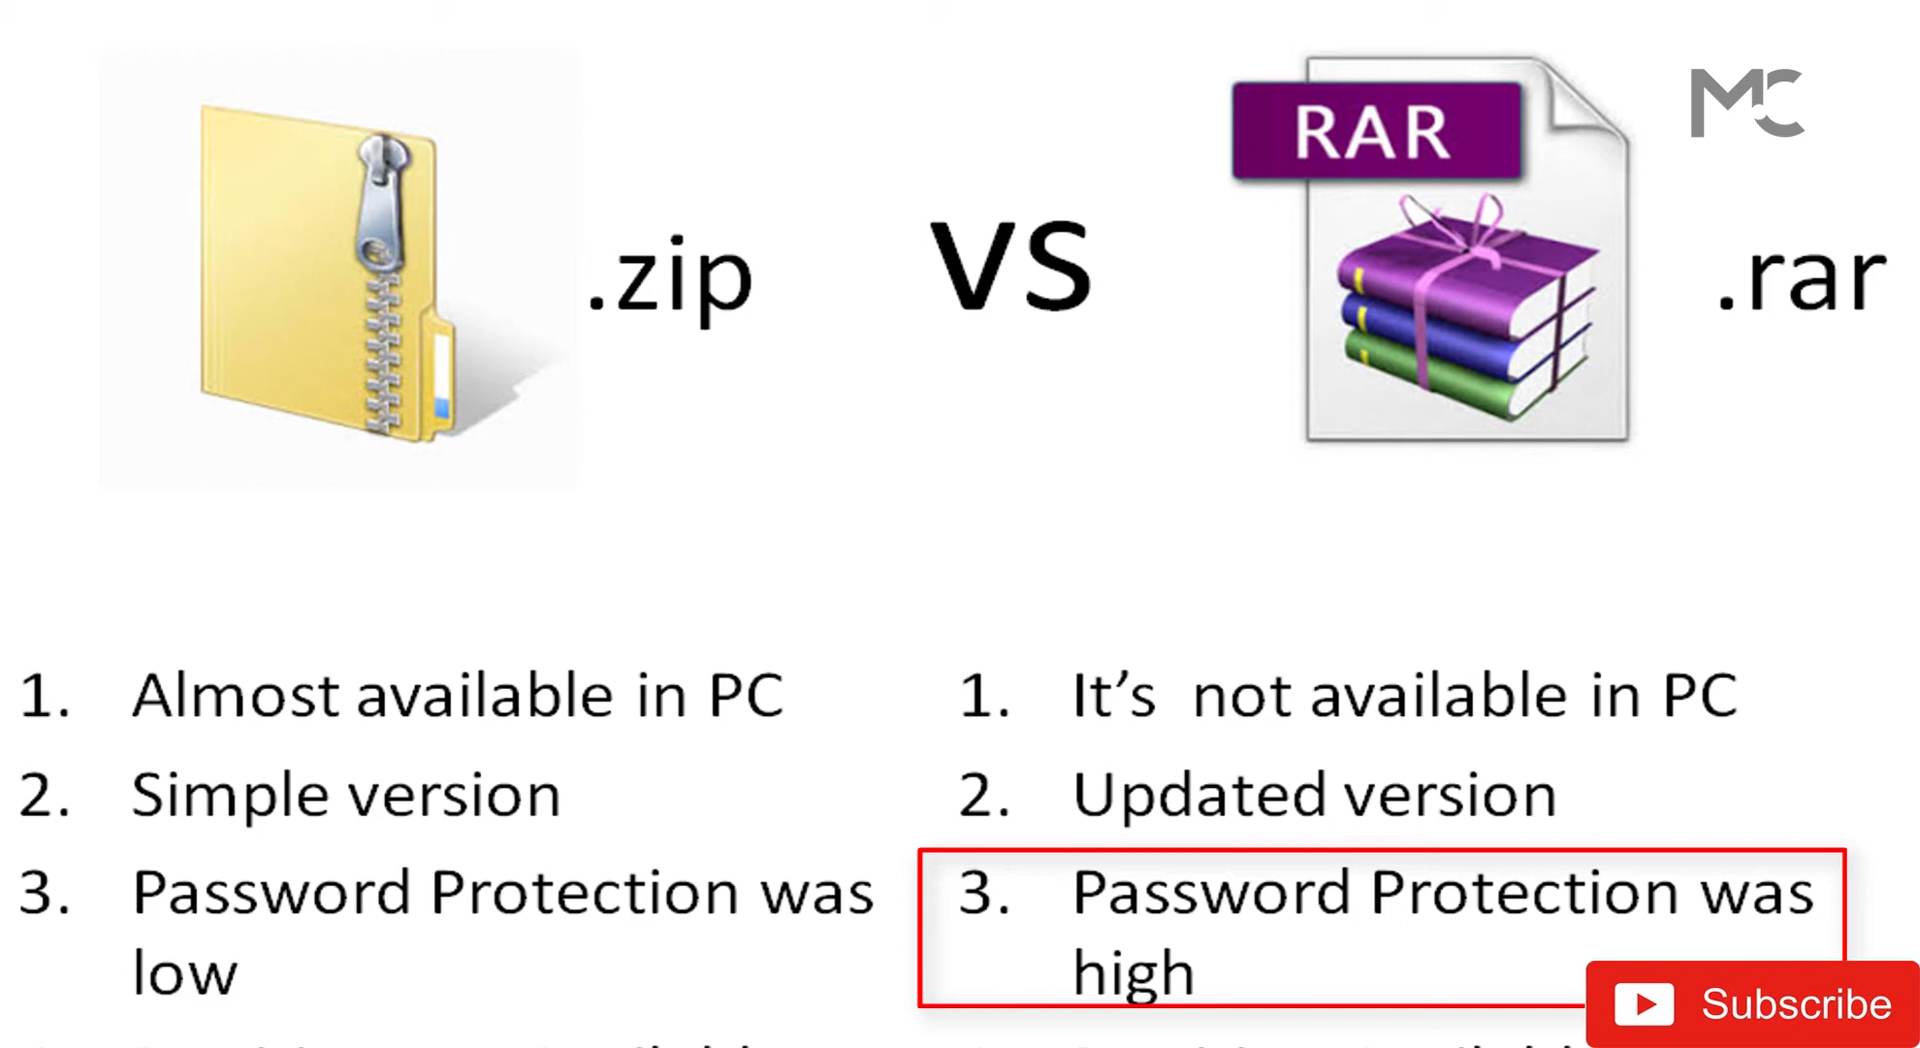 RAR
MC
.zip
vs
.rar
1. Almost available in PC
2. Simple version
3. Password Protection was
low
1. It’s not available in PC
2. Updated version
3. Password Protection was
high
Subscribe